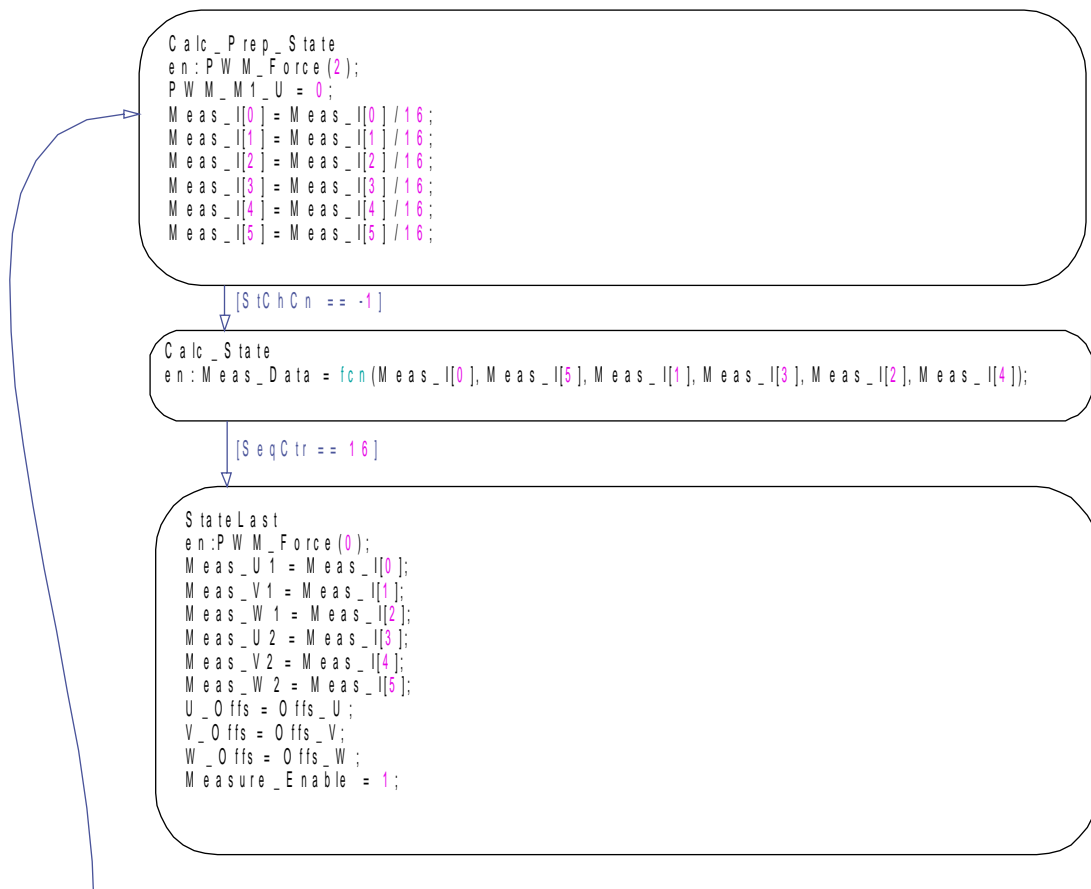 Calc_Prep_State
en:PWM_Force(2);
PWM_M1_U = 0;
Meas_I[0] = Meas_I[0] / 16;
Meas_I[1] = Meas_I[1] / 16;
Meas_I[2] = Meas_I[2] / 16;
Meas_I[3] = Meas_I[3] / 16;
Meas_I[4] = Meas_I[4] / 16;
Meas_I[5] = Meas_I[5] / 16;
[StChCn == -1]
Calc_State
en:Meas_Data = fcn(Meas_I[0],Meas_I[5],Meas_I[1],Meas_I[3],Meas_I[2],Meas_I[4]);
[SeqCtr == 16]
StateLast
en:PWM_Force(0);
Meas_U1 = Meas_I[0];
Meas_V1 = Meas_I[1];
Meas_W1 = Meas_I[2];
Meas_U2 = Meas_I[3];
Meas_V2 = Meas_I[4];
Meas_W2 = Meas_I[5];
U_Offs = Offs_U;
V_Offs = Offs_V;
W_Offs = Offs_W;
Measure_Enable = 1;